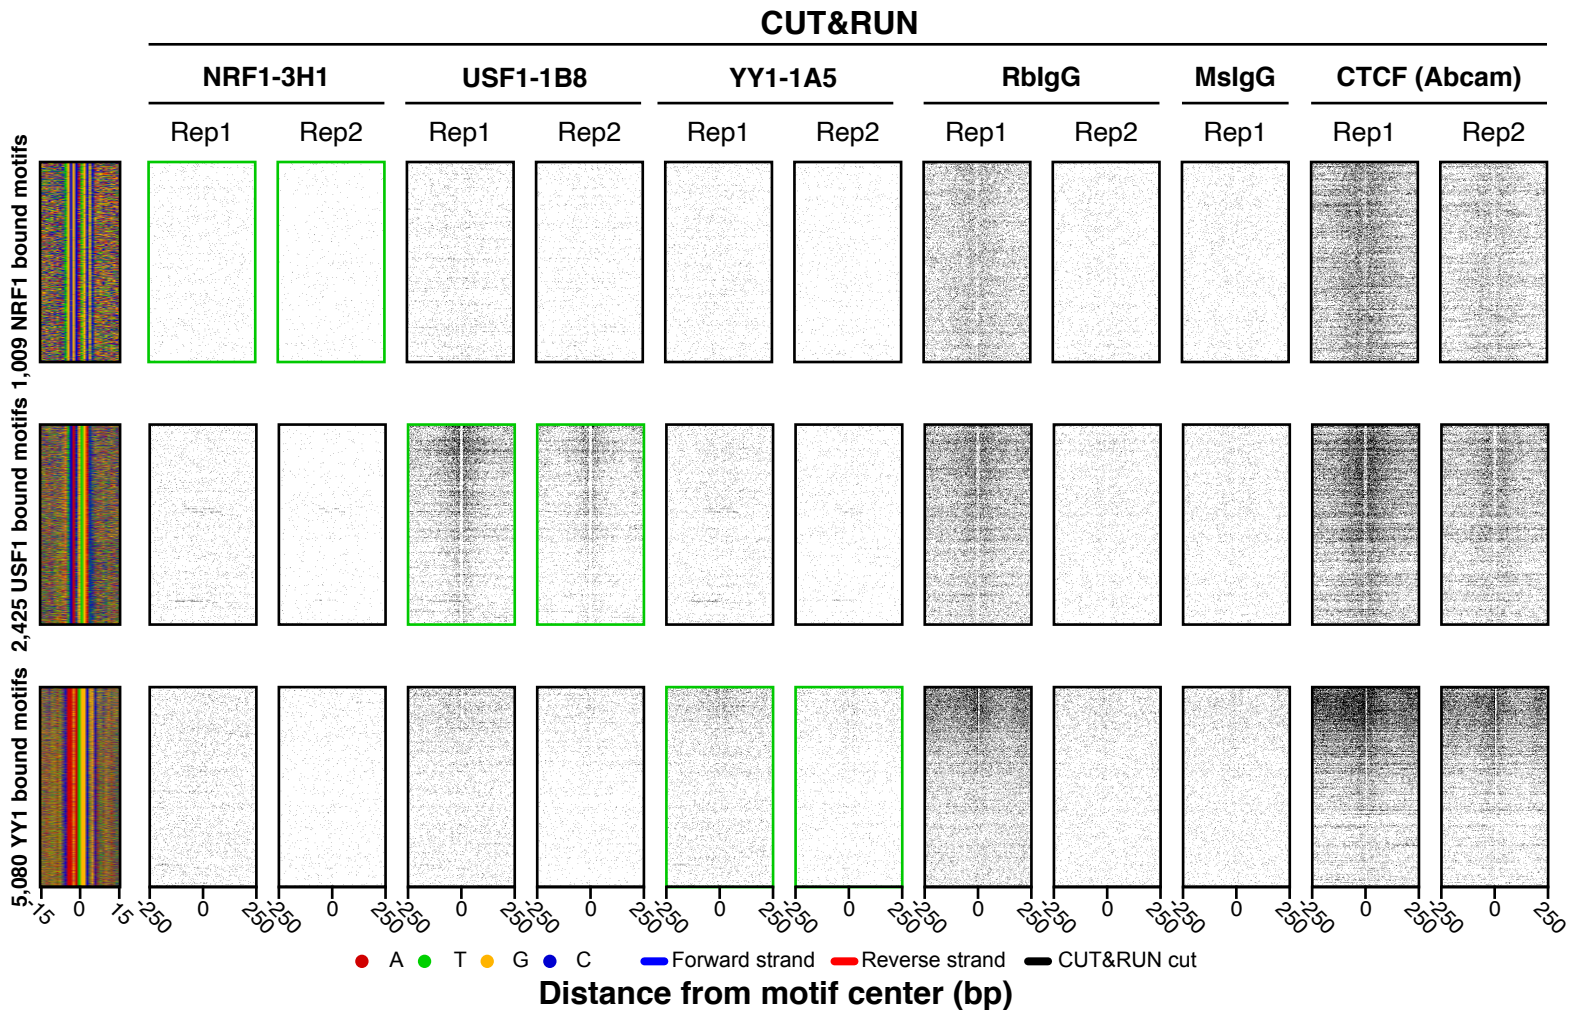 CUT&RUN
NRF1-3H1 USF1-1B8 YY1-1A5 RbIgG MsIgG CTCF (Abcam)
Rep1 Rep2 Rep1 Rep2 Rep1 Rep2 Rep1 Rep2 Rep1 Rep1 Rep2
1,009 NRF1 bound motifs
2,425 USF1 bound motifs
5,080 YY1 bound motifs
-15 0 15 -250 0 250 -250 0 250 -250 0 250 -250 0 250 -250 0 250 -250 0 250 -250 0 250 -250 0 250 -250 0 250 -250 0 250 -250 0 250
A T G C Forward strand Reverse strand CUT&RUN cut
Distance from motif center (bp)